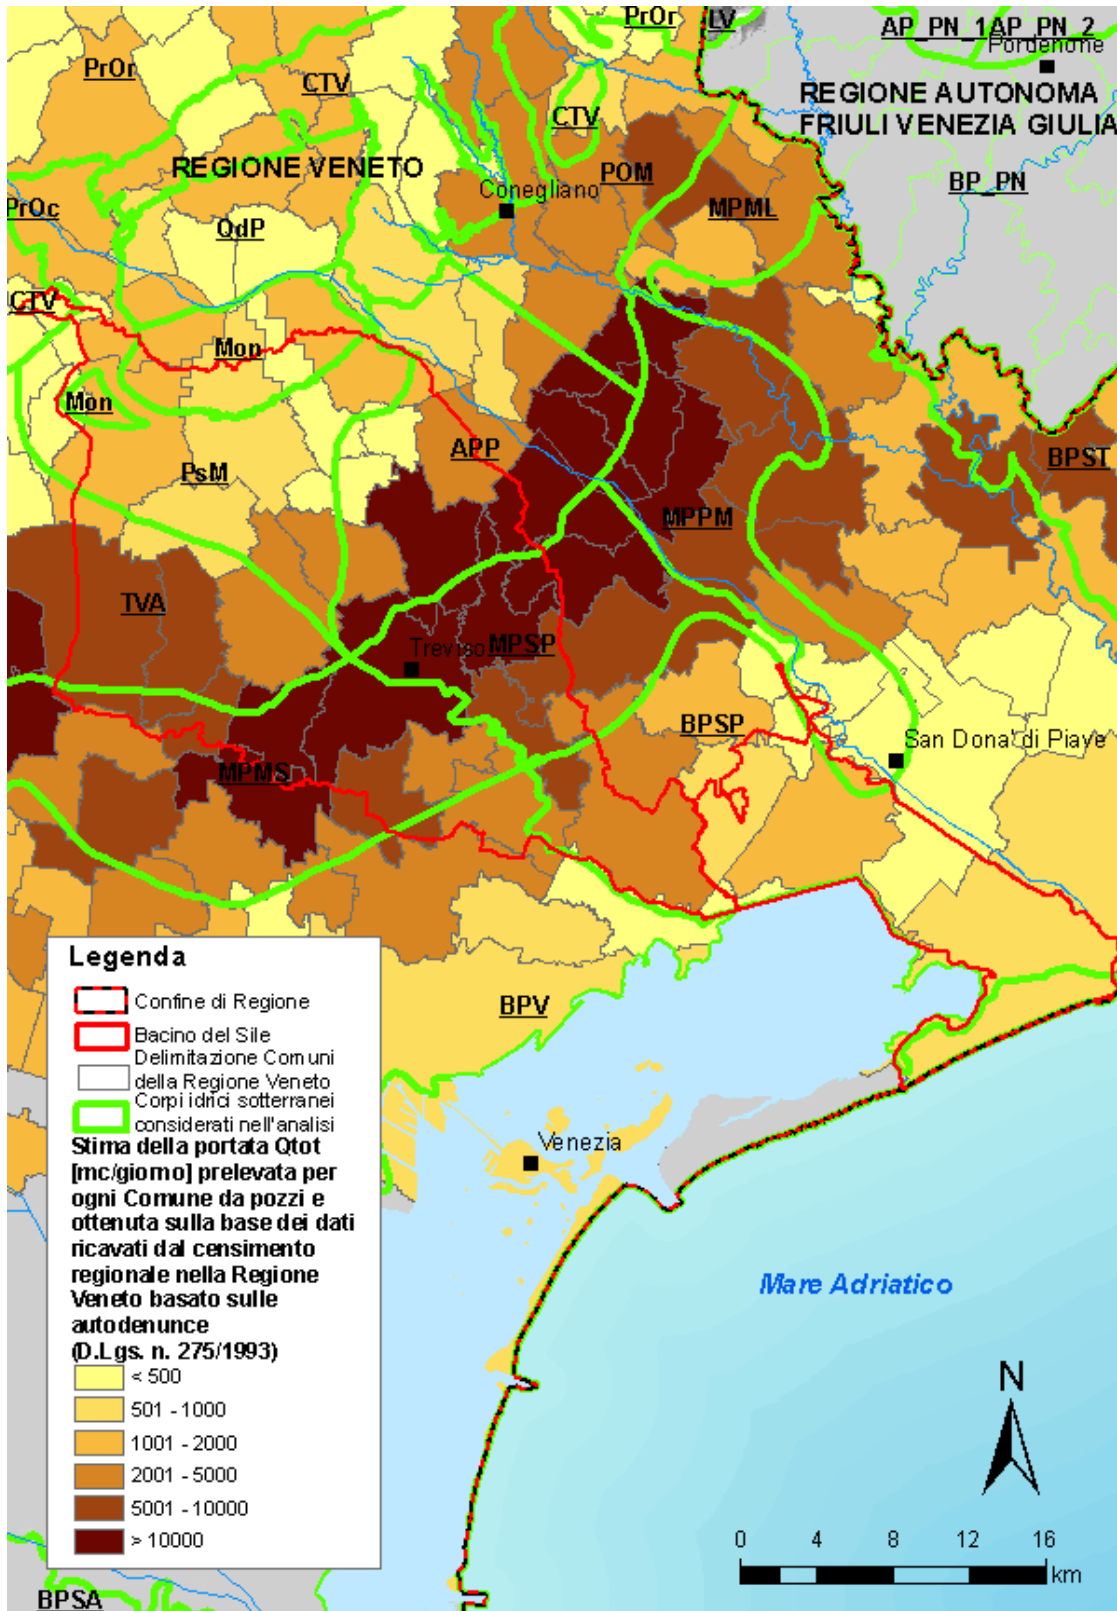 PrOr
LV
AP_PN_1
AP_PN_2
Pordenone
PrOr
CTV
CTV
REGIONE AUTONOMA
FRIULI VENEZIA GIULIA
REGIONE VENETO
POM
BP_PN
Conegliano
PrOc
QdP
MPML
CTV
Mon
Mon
APP
BPST
PsM
MPPM
TVA
Treviso
MPSP
BPSP
San Dona' di Piave
MPMS
BPV
Legenda
Confine di Regione
Bacino del Sile
Delimitazione Comuni
della Regione Veneto
Corpi idrici sotterranei
considerati nell'analisi
Stima della portata Qtot
[mc/giorno] prelevata per
ogni Comune da pozzi e
ottenuta sulla base dei dati
ricavati dal censimento
regionale nella Regione
Veneto basato sulle
autodenunce
(D.Lgs. n. 275/1993)
< 500
501 - 1000
1001 - 2000
2001 - 5000
5001 - 10000
> 10000
Venezia
Mare Adriatico
N
0 4 8 12 16
km
BPSA